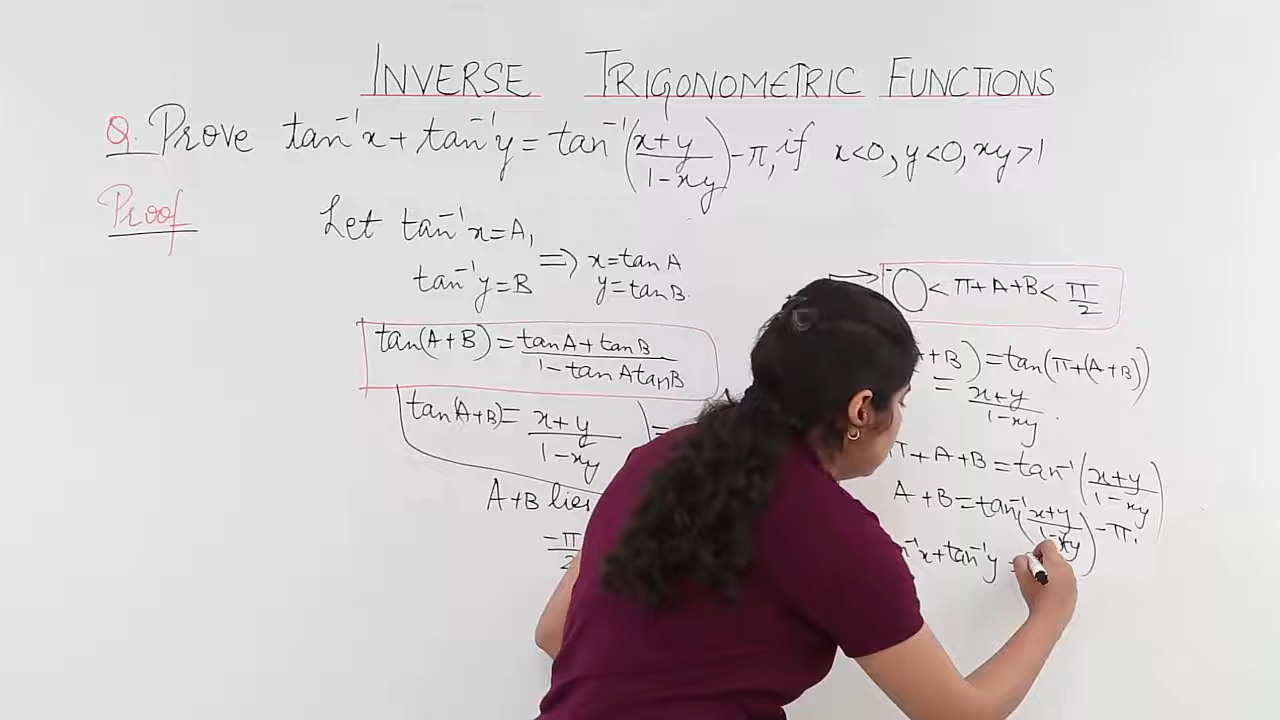 INVERSE TRIGONOMETRIC FUNCTIONS
Q. Prove tan⁻¹x + tan⁻¹y = tan⁻¹((x+y)/(1-xy)) - π, if x<0, y<0, xy>1
Proof
Let tan⁻¹x = A,
tan⁻¹y = B
⇒ x = tan A
y = tan B.
tan(A+B) = (tanA + tanB)/(1 - tanA tanB)
tan(A+B) = (x+y)/(1-xy)
A+B lies
-π/2
0 < π+A+B < π/2
+B) = tan(π+(A+B))
= (x+y)/(1-xy).
π+A+B = tan⁻¹((x+y)/(1-xy))
A+B = tan⁻¹((x+y)/(1-xy)) - π.
x + tan⁻¹y =